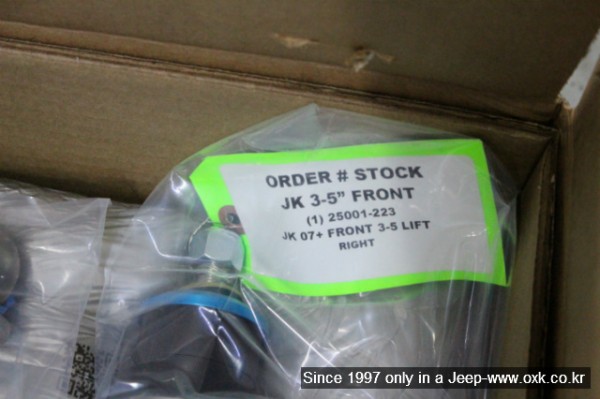 ORDER # STOCK
JK 3-5" FRONT
(1) 25001-223
JK 07+ FRONT 3-5 LIFT
RIGHT
Since 1997 only in a Jeep-www.oxk.co.kr